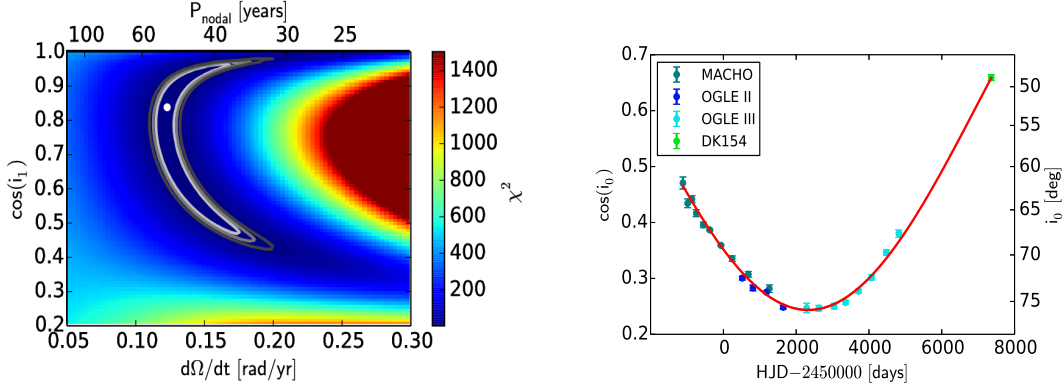 P_nodal [years]
100 60 40 30 25
1.0
0.9
0.8
0.7
0.6
0.5
0.4
0.3
0.2
cos(i₁)
0.05 0.10 0.15 0.20 0.25 0.30
dΩ/dt [rad/yr]
1400
1200
1000
800
600
400
200
χ²
0.7
0.6
0.5
0.4
0.3
0.2
cos(i₀)
MACHO
OGLE II
OGLE III
DK154
50
55
60
65
70
75
i₀ [deg]
0 2000 4000 6000 8000
HJD−2450000 [days]